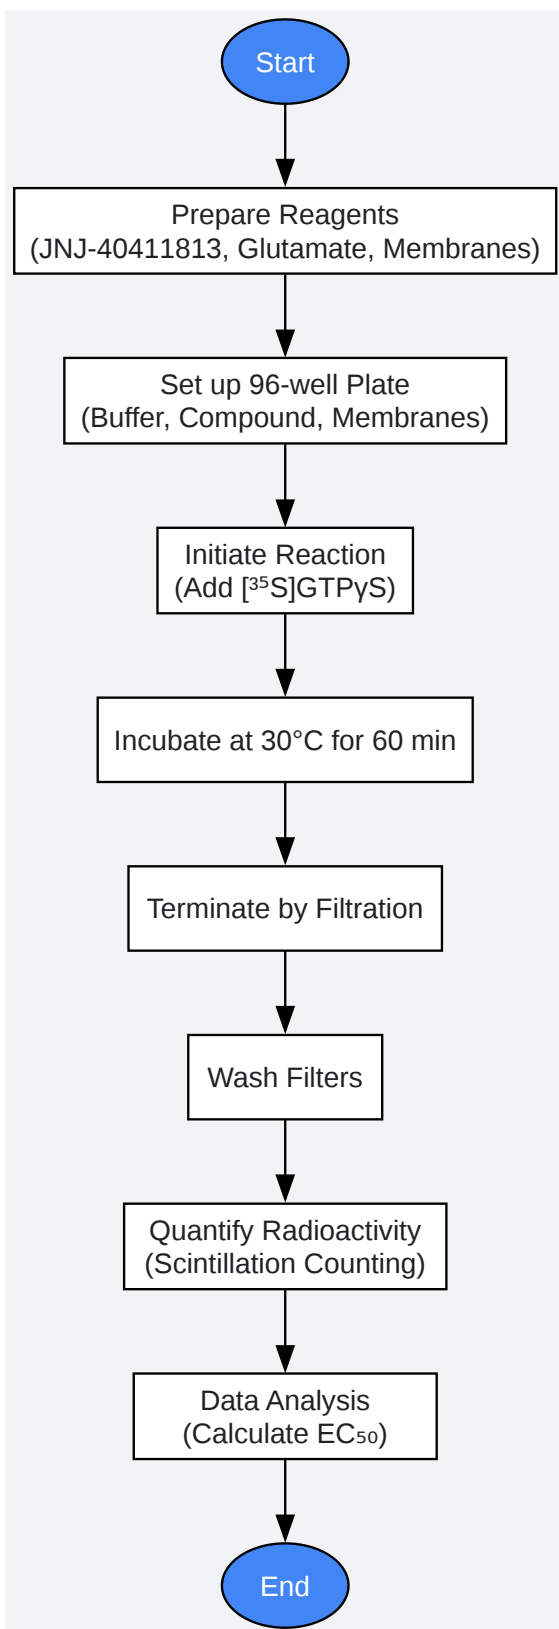 Start
Prepare Reagents
(JNJ-40411813, Glutamate, Membranes)
Set up 96-well Plate
(Buffer, Compound, Membranes)
Initiate Reaction
(Add [³⁵S]GTPγS)
Incubate at 30°C for 60 min
Terminate by Filtration
Wash Filters
Quantify Radioactivity
(Scintillation Counting)
Data Analysis
(Calculate EC₅₀)
End